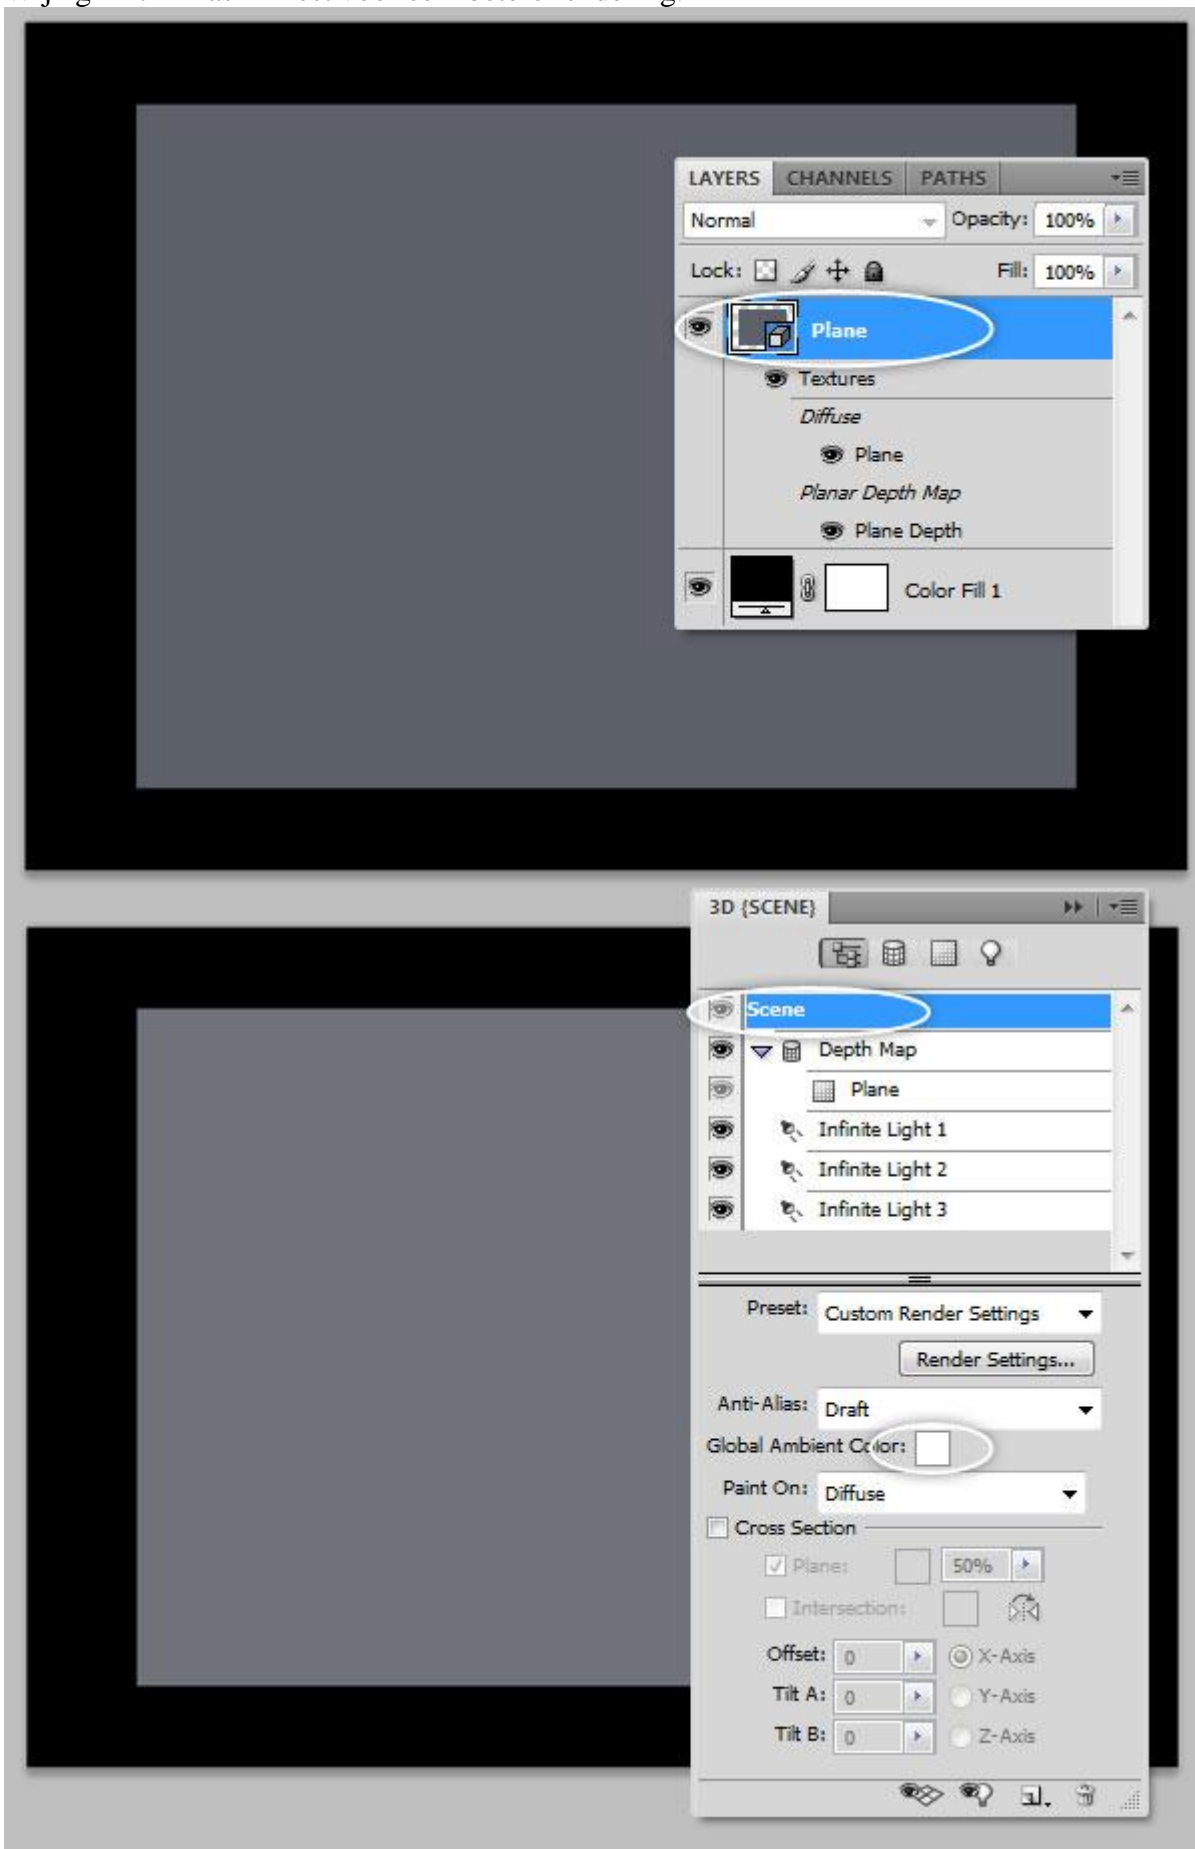 LAYERS CHANNELS PATHS
Normal Opacity: 100%
Lock: Fill: 100%
Plane
Textures
Diffuse
Plane
Planar Depth Map
Plane Depth
Color Fill 1
3D {SCENE}
Scene
Depth Map
Plane
Infinite Light 1
Infinite Light 2
Infinite Light 3
Preset: Custom Render Settings
Render Settings...
Anti-Alias: Draft
Global Ambient Color:
Paint On: Diffuse
Cross Section
Plane: 50%
Intersection:
Offset: 0 X-Axis
Tilt A: 0 Y-Axis
Tilt B: 0 Z-Axis